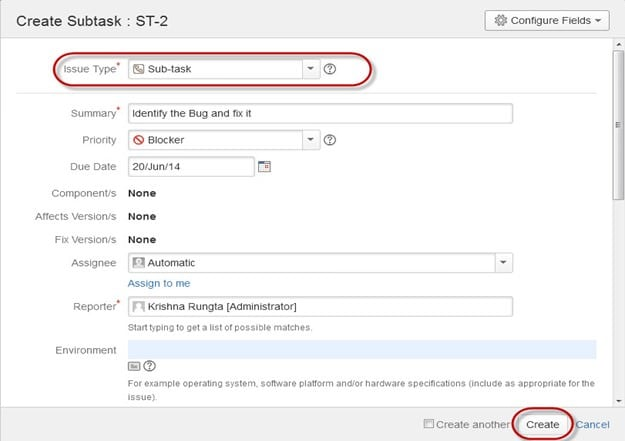 Create Subtask : ST-2
Configure Fields
Issue Type* Sub-task
Summary* Identify the Bug and fix it
Priority Blocker
Due Date 20/Jun/14
Component/s None
Affects Version/s None
Fix Version/s None
Assignee Automatic
Assign to me
Reporter* Krishna Rungta [Administrator]
Start typing to get a list of possible matches.
Environment
For example operating system, software platform and/or hardware specifications (include as appropriate for the
issue).
Create another Create Cancel